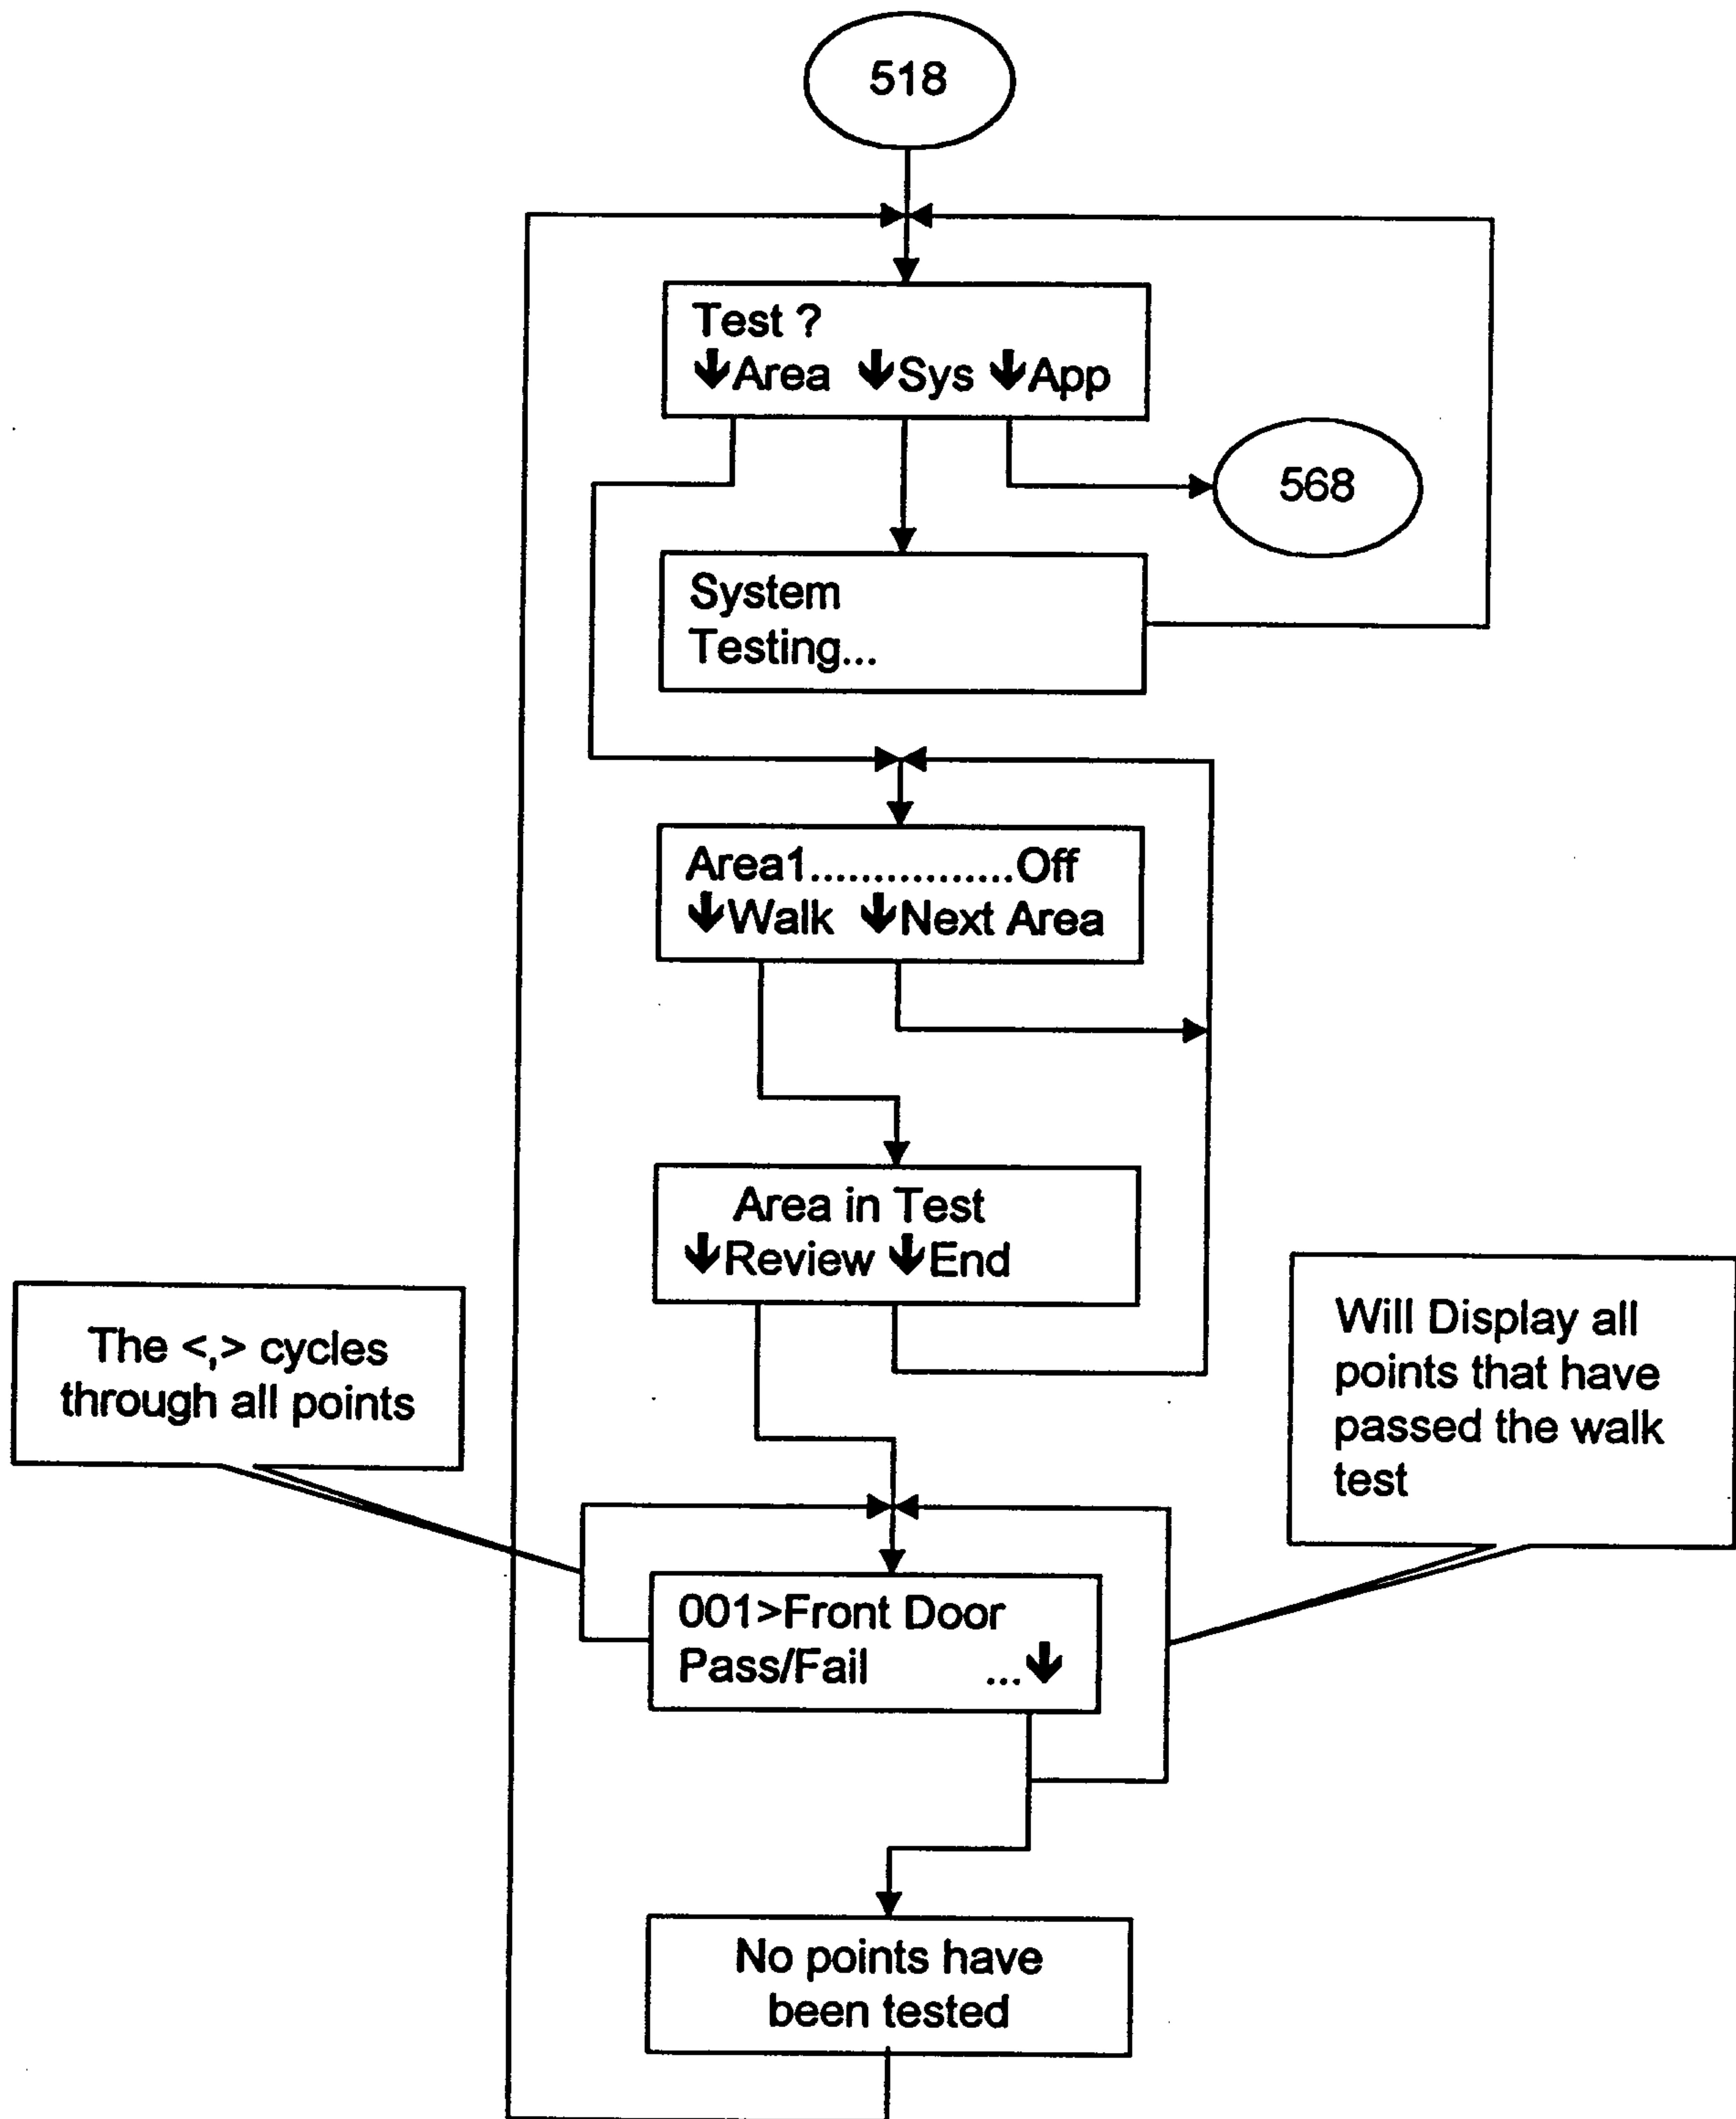 518
Test ?
↓Area ↓Sys ↓App
568
System
Testing...
Area1................Off
↓Walk ↓Next Area
Area in Test
↓Review ↓End
The <,> cycles
through all points
Will Display all
points that have
passed the walk
test
001>Front Door
Pass/Fail ...↓
No points have
been tested